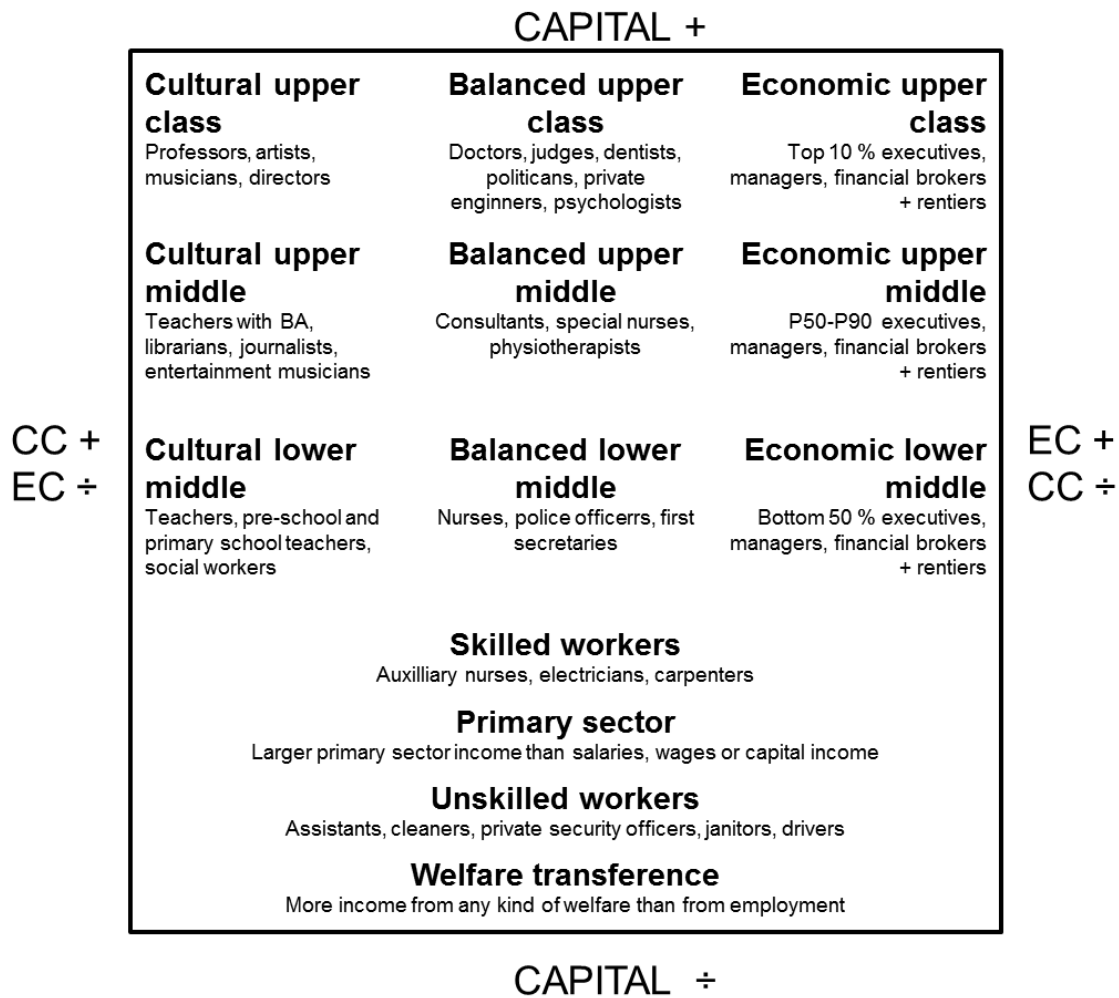 CAPITAL +
Cultural upper
class
Professors, artists,
musicians, directors
Balanced upper
class
Doctors, judges, dentists,
politicans, private
enginners, psychologists
Economic upper
class
Top 10 % executives,
managers, financial brokers
+ rentiers
Cultural upper
middle
Teachers with BA,
librarians, journalists,
entertainment musicians
Balanced upper
middle
Consultants, special nurses,
physiotherapists
Economic upper
middle
P50-P90 executives,
managers, financial brokers
+ rentiers
CC +
EC ÷
Cultural lower
middle
Teachers, pre-school and
primary school teachers,
social workers
Balanced lower
middle
Nurses, police officerrs, first
secretaries
Economic lower
middle
Bottom 50 % executives,
managers, financial brokers
+ rentiers
EC +
CC ÷
Skilled workers
Auxilliary nurses, electricians, carpenters
Primary sector
Larger primary sector income than salaries, wages or capital income
Unskilled workers
Assistants, cleaners, private security officers, janitors, drivers
Welfare transference
More income from any kind of welfare than from employment
CAPITAL ÷